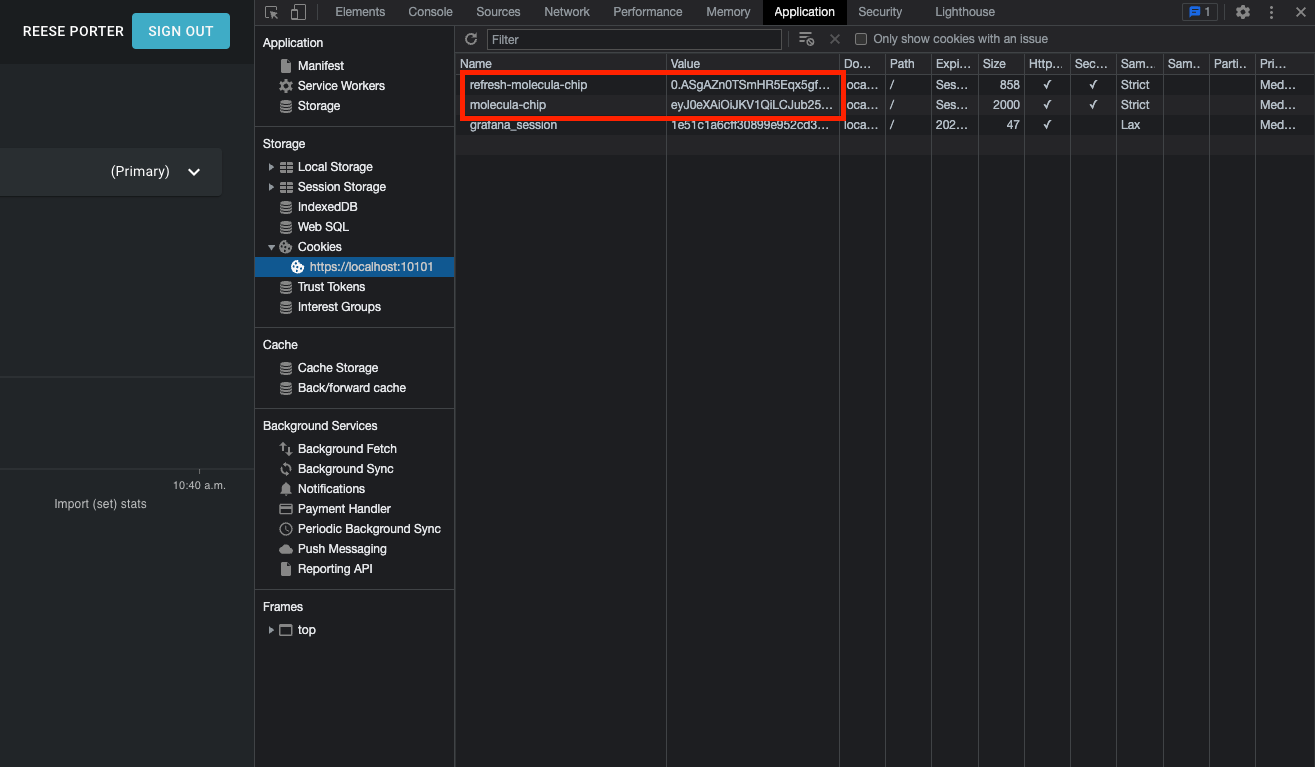 REESE PORTER
SIGN OUT
(Primary)
10:40 a.m.
Import (set) stats
Elements Console Sources Network Performance Memory Application Security Lighthouse 1
Application
Manifest
Service Workers
Storage
Storage
Local Storage
Session Storage
IndexedDB
Web SQL
Cookies
https://localhost:10101
Trust Tokens
Interest Groups
Cache
Cache Storage
Back/forward cache
Background Services
Background Fetch
Background Sync
Notifications
Payment Handler
Periodic Background Sync
Push Messaging
Reporting API
Frames
top
Filter Only show cookies with an issue
Name Value Do... Path Expi... Size Http... Sec... Sam... Sam... Parti.. Pri...
refresh-molecula-chip 0.ASgAZn0TSmHR5Eqx5gf... loca... / Ses... 858 ✓ ✓ Strict Med...
molecula-chip eyJ0eXAiOiJKV1QiLCJub25... loca... / Ses... 2000 ✓ ✓ Strict Med...
grafana_session 1e51c1a6cff30899e952cd3... loca... / 202... 47 ✓ Lax Med...